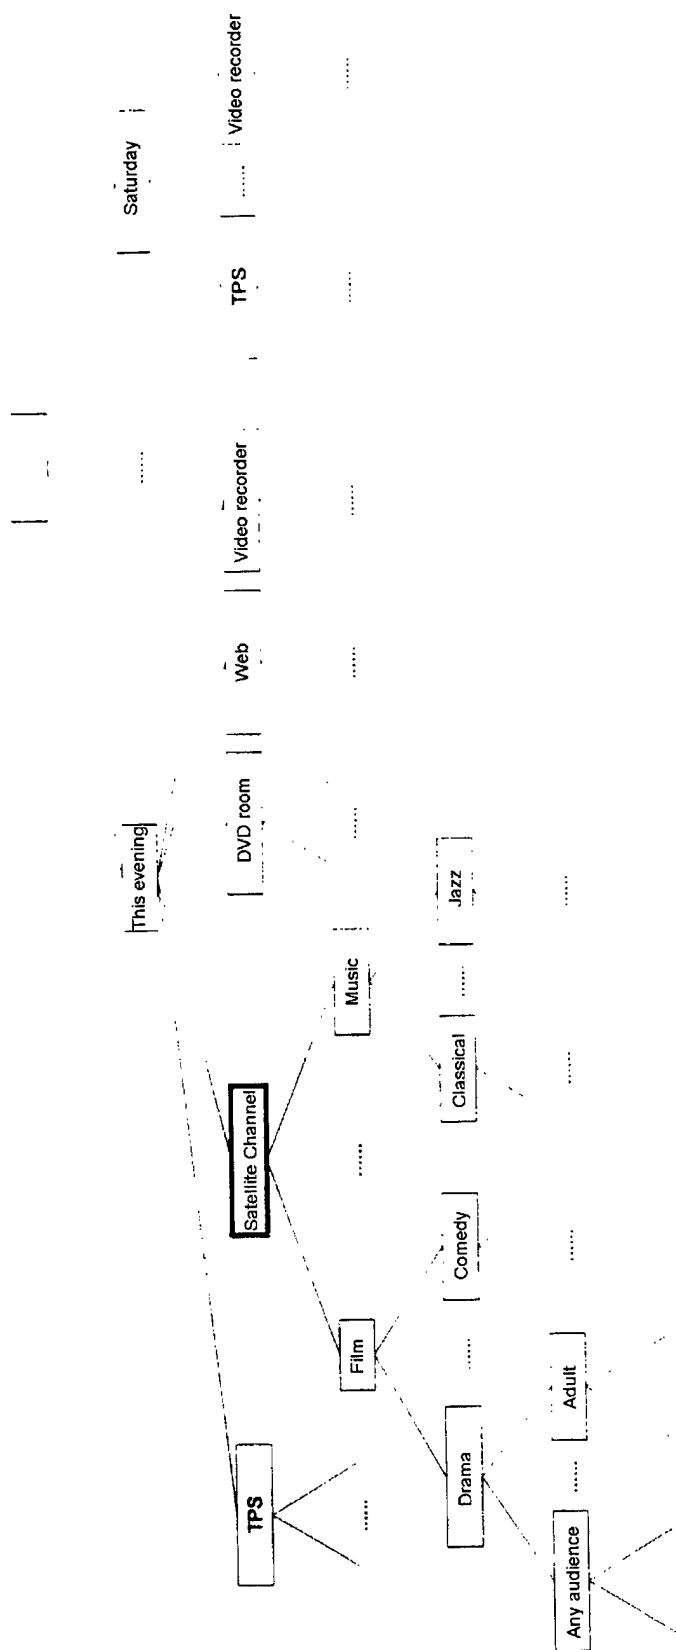 This evening
......
Saturday
TPS
Satellite Channel
DVD room
Web
Video recorder
TPS
......
Video recorder
......
Film
......
Music
......
......
......
......
......
Drama
......
Comedy
Classical
......
Jazz
Any audience
......
Adult
......
......
......